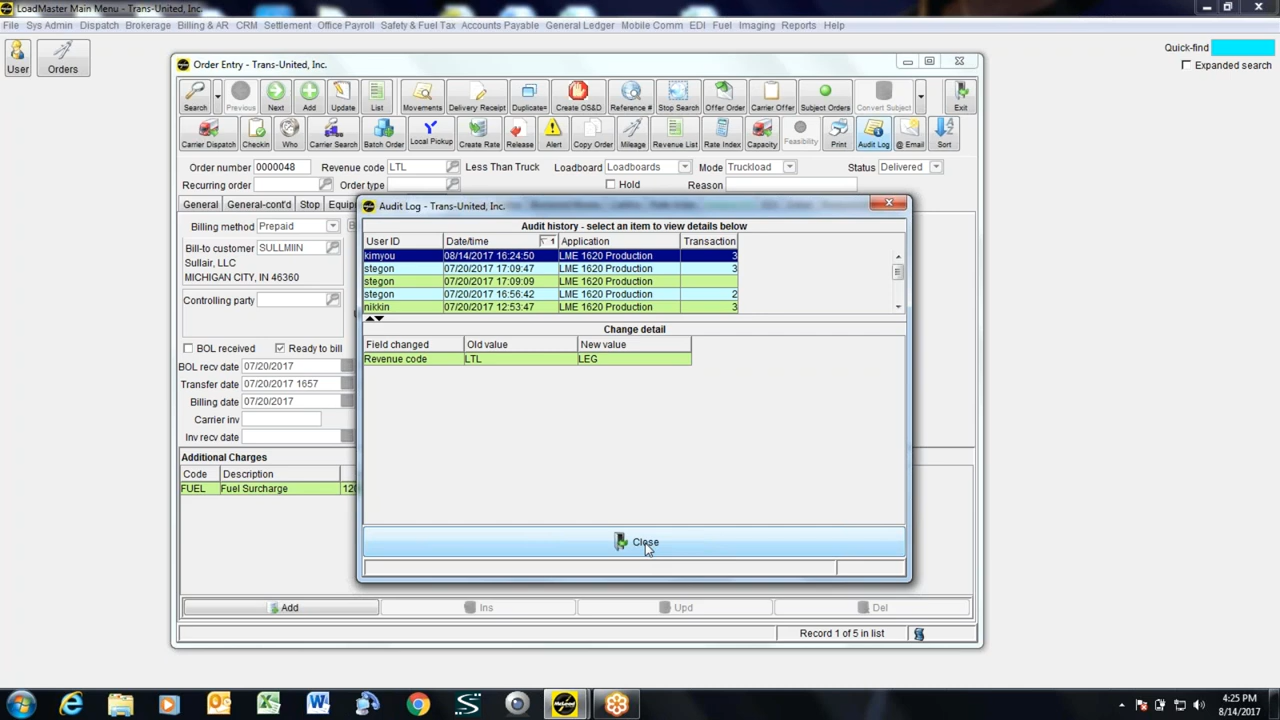 LoadMaster Main Menu - Trans-United, Inc.
File Sys Admin Dispatch Brokerage Billing & AR CRM Settlement Office Payroll Safety & Fuel Tax Accounts Payable General Ledger Mobile Comm EDI Fuel Imaging Reports Help
User Orders
Quick-find
Expanded search
Order Entry - Trans-United, Inc.
Search Previous Next Add Update List Movements Delivery Receipt Duplicate= Create OS&D Reference # Stop Search Offer Order Carrier Offer Subject Orders Convert Subject Exit
Carrier Dispatch Checkin Who Carrier Search Batch Order Local Pickup Create Rate Release Alert Copy Order Mileage Revenue List Rate Index Capacity Feasibility Print Audit Log @ Email Sort
Order number 0000048 Revenue code LTL Less Than Truck Loadboard Loadboards Mode Truckload Status Delivered
Recurring order Order type Hold Reason
General General-cont'd Stop Equip
Billing method Prepaid
Bill-to customer SULLMIIN
Sullair, LLC
MICHIGAN CITY, IN 46360
Controlling party
BOL received Ready to bill
BOL recv date 07/20/2017
Transfer date 07/20/2017 1657
Billing date 07/20/2017
Carrier inv
Inv recv date
Additional Charges
Code Description
FUEL Fuel Surcharge 120
Audit Log - Trans-United, Inc.
Audit history - select an item to view details below
User ID Date/time 1 Application Transaction
kimyou 08/14/2017 16:24:50 LME 1620 Production 3
stegon 07/20/2017 17:09:47 LME 1620 Production 3
stegon 07/20/2017 17:09:09 LME 1620 Production
stegon 07/20/2017 16:56:42 LME 1620 Production 2
nikkin 07/20/2017 12:53:47 LME 1620 Production 3
Change detail
Field changed Old value New value
Revenue code LTL LEG
Close
Add Ins Upd Del
Record 1 of 5 in list
4:25 PM
8/14/2017